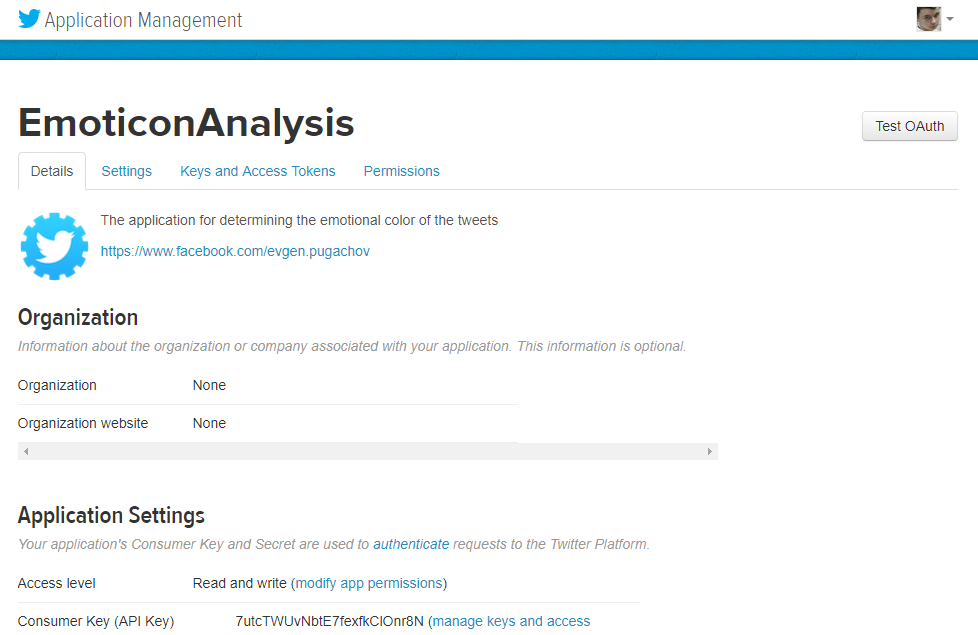 Application Management
EmoticonAnalysis
Test OAuth
Details Settings Keys and Access Tokens Permissions
The application for determining the emotional color of the tweets
https://www.facebook.com/evgen.pugachov
Organization
Information about the organization or company associated with your application. This information is optional.
Organization None
Organization website None
Application Settings
Your application's Consumer Key and Secret are used to authenticate requests to the Twitter Platform.
Access level Read and write (modify app permissions)
Consumer Key (API Key) 7utcTWUvNbtE7fexfkClOnr8N (manage keys and access